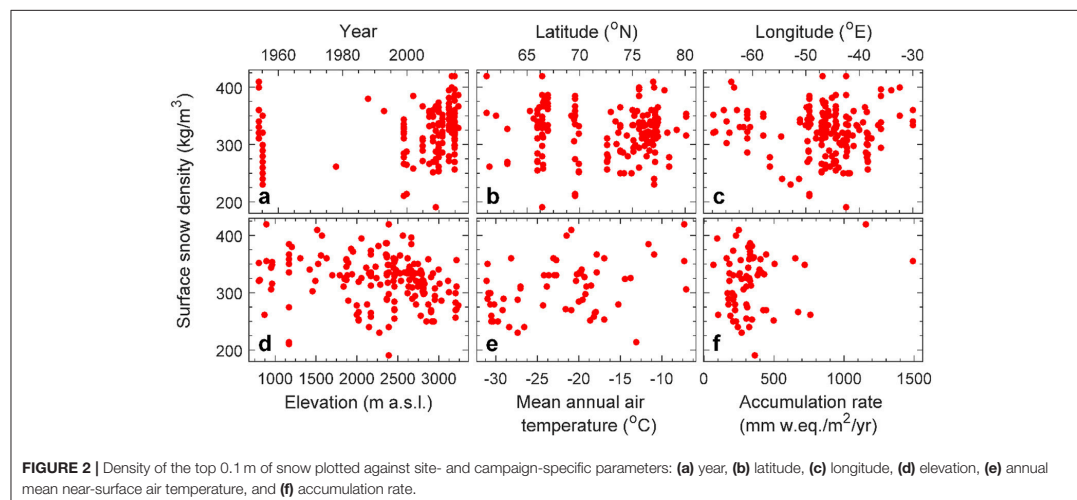 Year
Latitude (°N)
Longitude (°E)
1960 1980 2000
65 70 75 80
-60 -50 -40 -30
Surface snow density (kg/m³)
400
300
200
a
b
c
400
300
200
d
e
f
1000 1500 2000 2500 3000
-30 -25 -20 -15 -10
0 500 1000 1500
Elevation (m a.s.l.)
Mean annual air
temperature (°C)
Accumulation rate
(mm w.eq./m²/yr)
FIGURE 2 | Density of the top 0.1 m of snow plotted against site- and campaign-specific parameters: (a) year, (b) latitude, (c) longitude, (d) elevation, (e) annual
mean near-surface air temperature, and (f) accumulation rate.